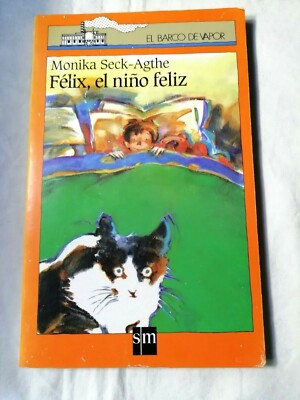 EL BARCO DE VAPOR
Monika Seck-Agthe
Félix, el niño feliz
sm